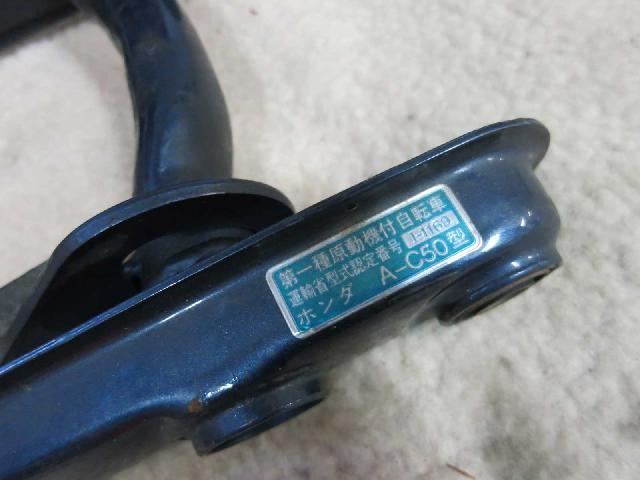 第一種原動機付自転車
運輸省型式認定番号 I-168
ホンダ A-C50型